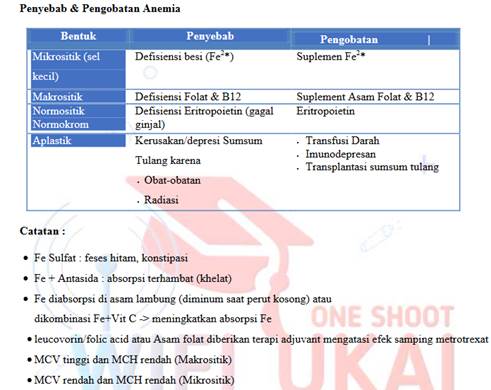 Penyebab & Pengobatan Anemia
Bentuk Penyebab Pengobatan
Mikrositik (sel kecil) Defisiensi besi (Fe²*) Suplemen Fe²*
Makrositik Defisiensi Folat & B12 Suplement Asam Folat & B12
Normositik Normokrom Defisiensi Eritropoietin (gagal ginjal) Eritropoietin
Aplastik Kerusakan/depresi Sumsum Tulang karena
• Obat-obatan
• Radiasi
• Transfusi Darah
• Imunodepresan
• Transplantasi sumsum tulang
Catatan :
• Fe Sulfat : feses hitam, konstipasi
• Fe + Antasida : absorpsi terhambat (khelat)
• Fe diabsorpsi di asam lambung (diminum saat perut kosong) atau
dikombinasi Fe+Vit C -> meningkatkan absorpsi Fe
• leucovorin/folic acid atau Asam folat diberikan terapi adjuvant mengatasi efek samping metrotrexat
• MCV tinggi dan MCH rendah (Makrositik)
• MCV rendah dan MCH rendah (Mikrositik)
ONE SHOOT
UKAI